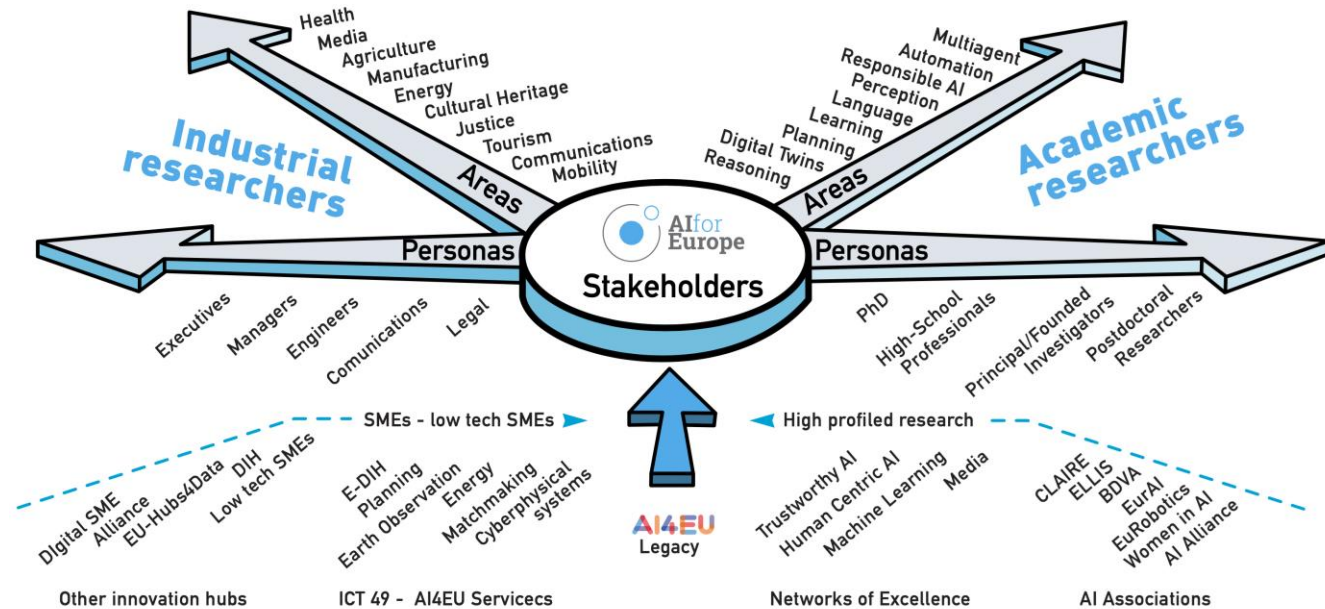 Health
Media
Agriculture
Manufacturing
Energy
Cultural Heritage
Justice
Tourism
Communications
Mobility
Multiagent
Automation
Responsible AI
Perception
Language
Learning
Planning
Digital Twins
Reasoning
Industrial
researchers
Academic
researchers
Areas
Areas
Personas
AIfor
Europe
Stakeholders
Personas
Executives
Managers
Engineers
Comunications
Legal
PhD
High-School
Professionals
Principal/Founded
Investigators
Postdoctoral
Researchers
SMEs - low tech SMEs
High profiled research
DIgital SME
Alliance
EU-Hubs4Data
DIH
Low tech SMEs
E-DIH
Planning
Earth Observation
Energy
Matchmaking
Cyberphysical
systems
AI4EU
Legacy
Trustworthy AI
Human Centric AI
Machine Learning
Media
CLAIRE
ELLIS
BDVA
EurAI
EuRobotics
Women in AI
AI Alliance
Other innovation hubs
ICT 49 - AI4EU Servicecs
Networks of Excellence
AI Associations